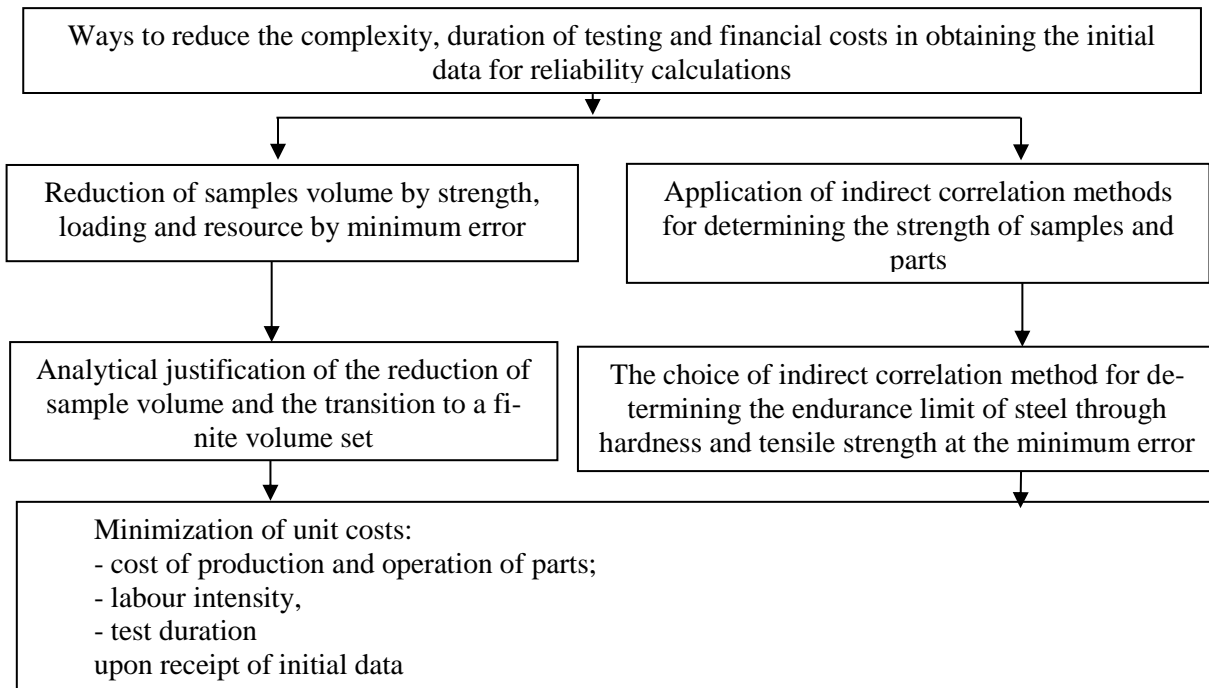 Ways to reduce the complexity, duration of testing and financial costs in obtaining the initial
data for reliability calculations
Reduction of samples volume by strength,
loading and resource by minimum error
Application of indirect correlation methods
for determining the strength of samples and
parts
Analytical justification of the reduction of
sample volume and the transition to a fi-
nite volume set
The choice of indirect correlation method for de-
termining the endurance limit of steel through
hardness and tensile strength at the minimum error
Minimization of unit costs:
- cost of production and operation of parts;
- labour intensity,
- test duration
upon receipt of initial data